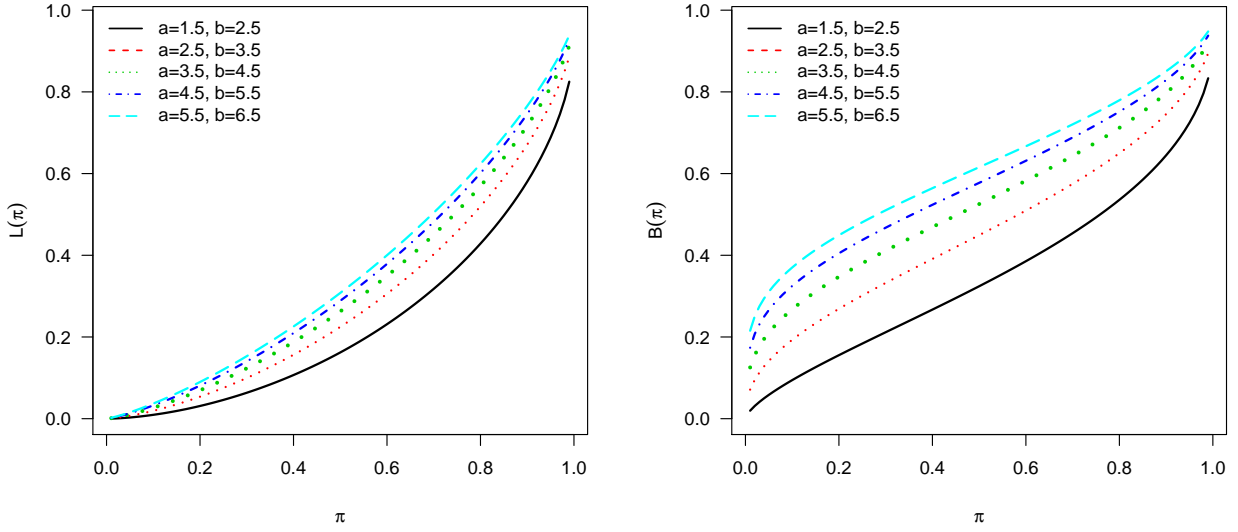 1.0
0.8
0.6
0.4
0.2
0.0
L(π)
a=1.5, b=2.5
a=2.5, b=3.5
a=3.5, b=4.5
a=4.5, b=5.5
a=5.5, b=6.5
0.0 0.2 0.4 0.6 0.8 1.0
π
1.0
0.8
0.6
0.4
0.2
0.0
B(π)
a=1.5, b=2.5
a=2.5, b=3.5
a=3.5, b=4.5
a=4.5, b=5.5
a=5.5, b=6.5
0.0 0.2 0.4 0.6 0.8 1.0
π